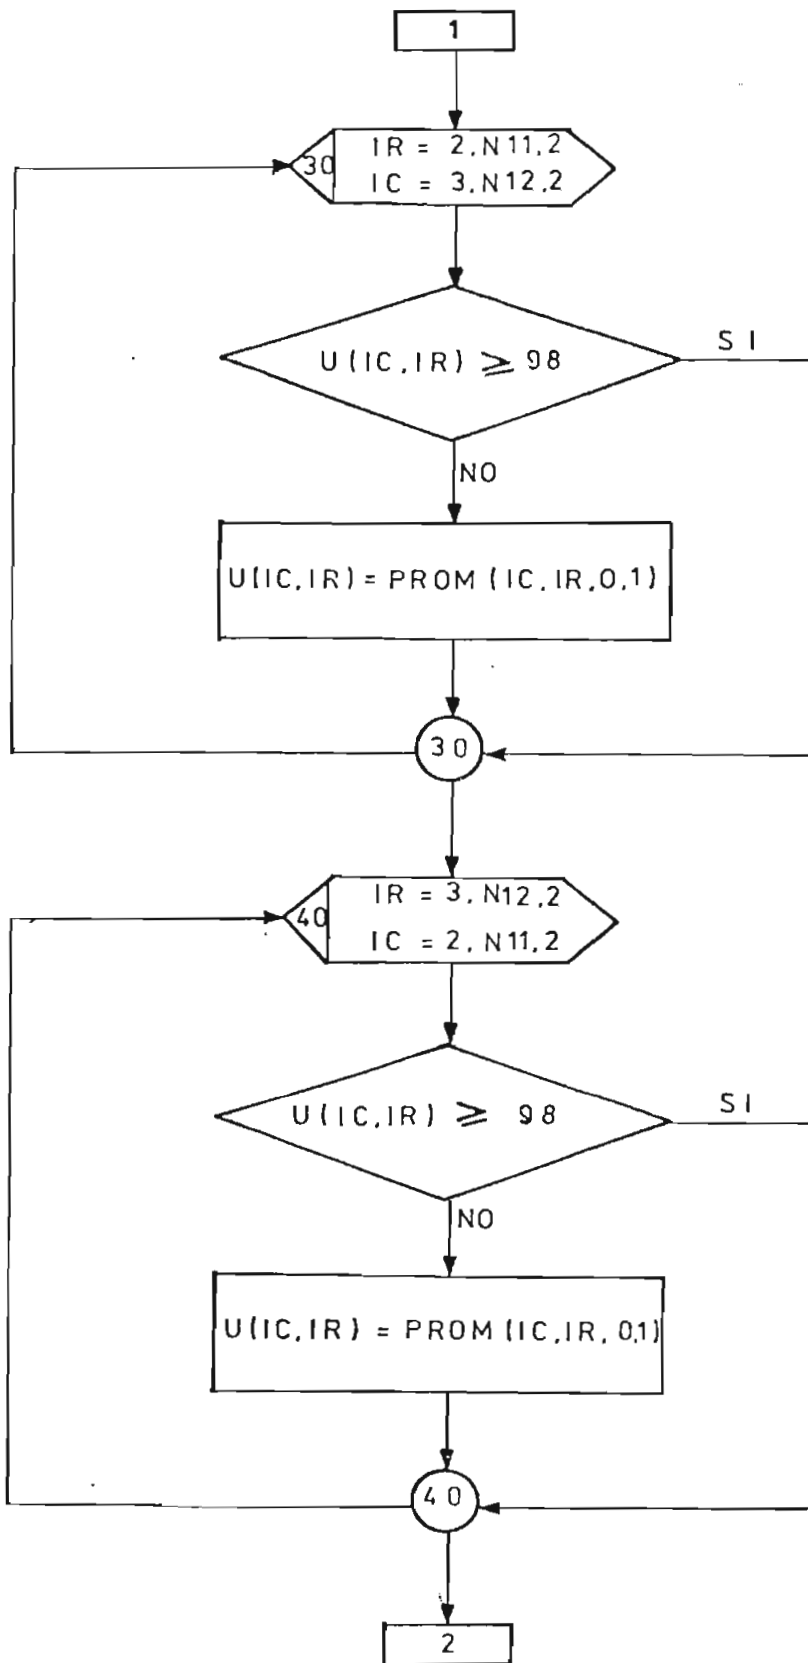 1
30
IR = 2, N11,2
IC = 3, N12,2
U(IC,IR) ⩾ 98
SI
NO
U(IC,IR) = PROM (IC,IR,0,1)
30
40
IR = 3, N12,2
IC = 2, N11,2
U(IC,IR) ⩾ 98
SI
NO
U(IC,IR) = PROM (IC,IR, 0,1)
40
2